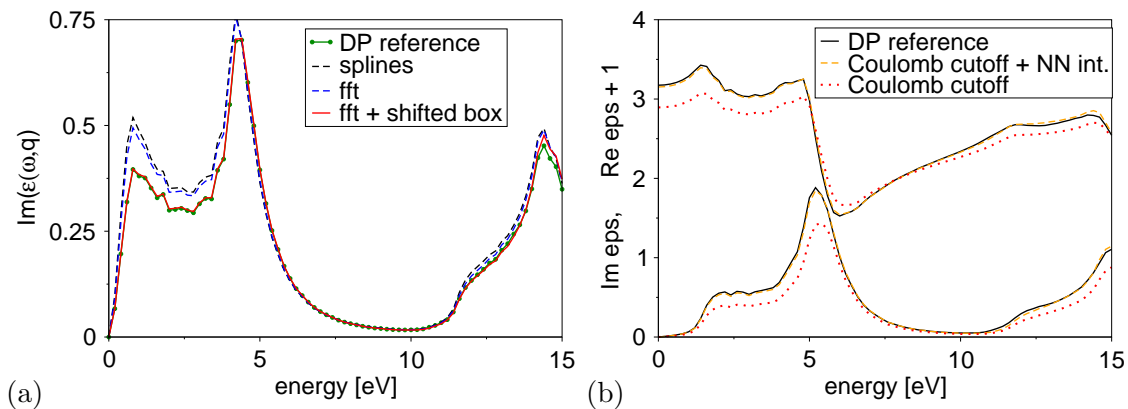 0.75
0.5
0.25
0
Im(ε(ω,q)
DP reference
splines
fft
fft + shifted box
0 5 10 15
energy [eV]
(a)
4
3
2
1
0
Im eps, Re eps + 1
DP reference
Coulomb cutoff + NN int.
Coulomb cutoff
0 5 10 15
energy [eV]
(b)